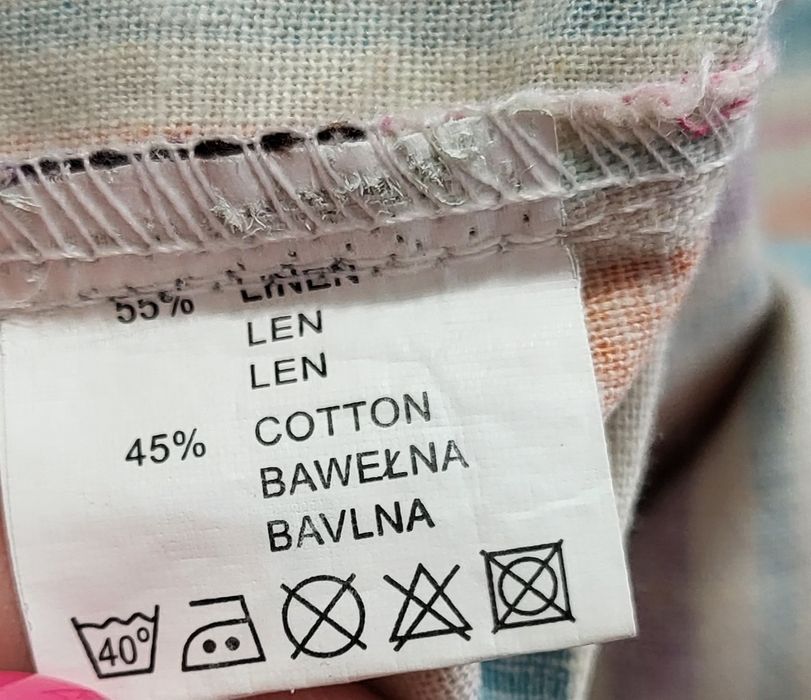 55% LINEN
LEN
LEN
45% COTTON
BAWEŁNA
BAVLNA
40°